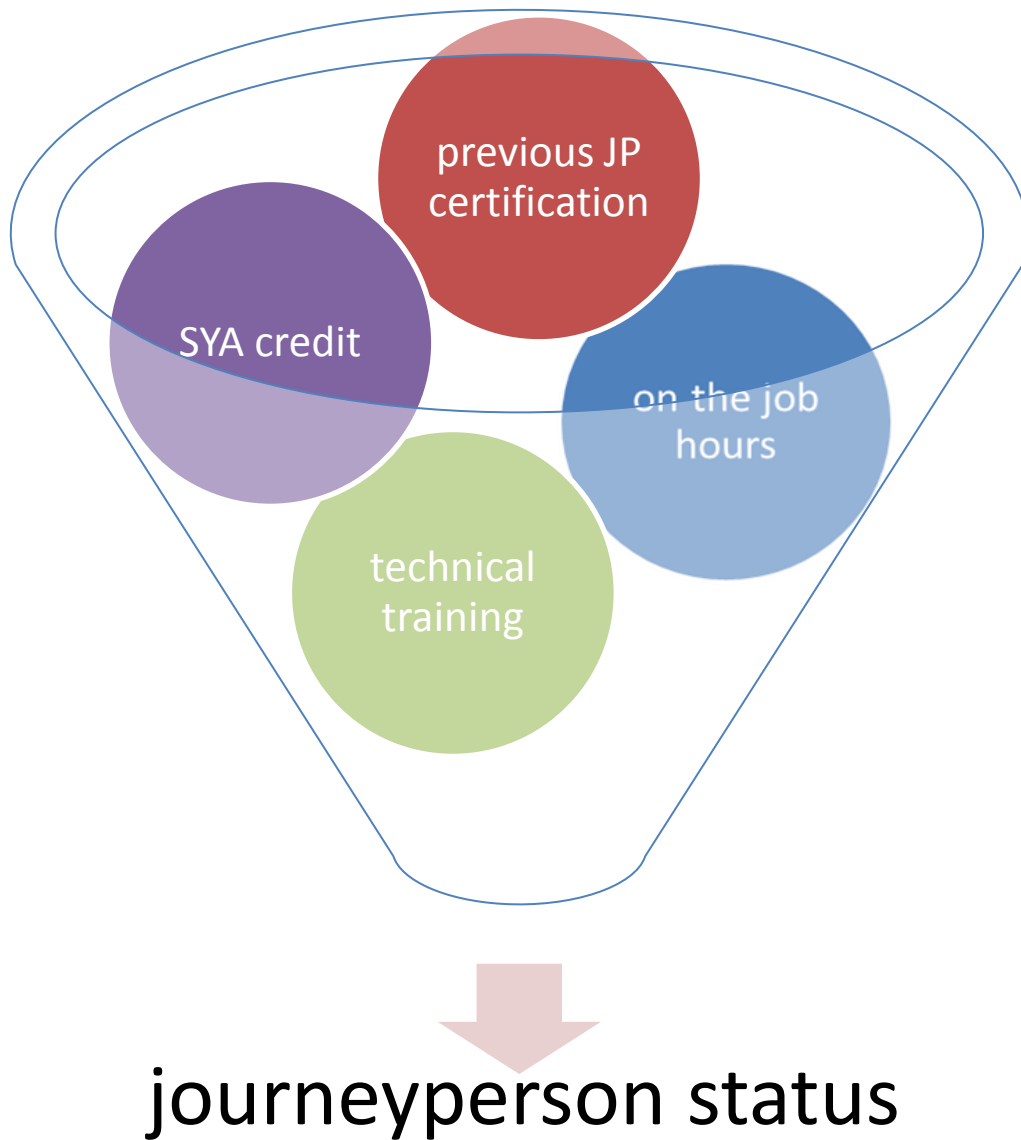 previous JP
certification
SYA credit
on the job
hours
technical
training
journeyperson status